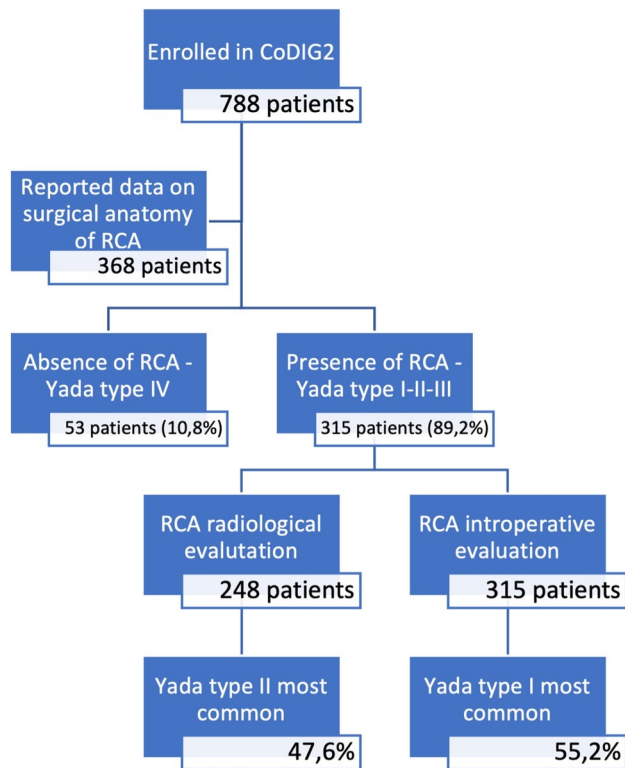 Enrolled in CoDIG2
788 patients
Reported data on
surgical anatomy
of RCA
368 patients
Absence of RCA -
Yada type IV
53 patients (10,8%)
Presence of RCA -
Yada type I-II-III
315 patients (89,2%)
RCA radiological
evalutation
248 patients
RCA introperative
evaluation
315 patients
Yada type II most
common
47,6%
Yada type I most
common
55,2%